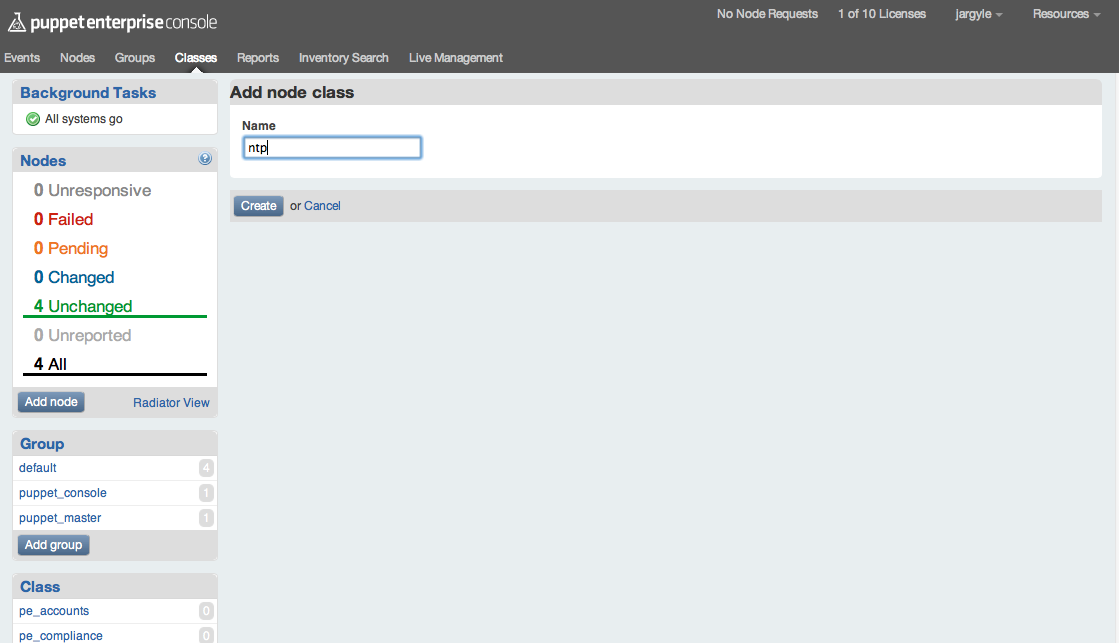 puppet enterprise console
No Node Requests 1 of 10 Licenses jargyle Resources
Events Nodes Groups Classes Reports Inventory Search Live Management
Background Tasks
All systems go
Nodes ?
0 Unresponsive
0 Failed
0 Pending
0 Changed
4 Unchanged
0 Unreported
4 All
Add node Radiator View
Group
default 4
puppet_console 1
puppet_master 1
Add group
Class
pe_accounts 0
pe_compliance 0
Add node class
Name
ntp
Create or Cancel